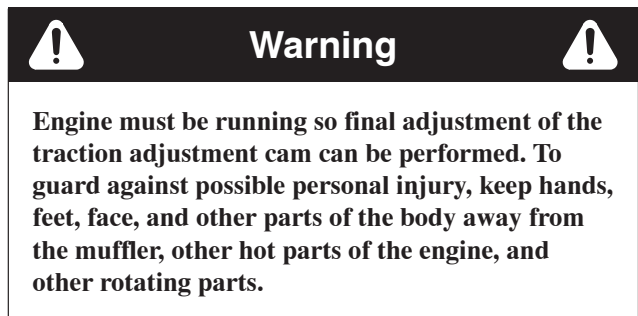 Warning
Engine must be running so final adjustment of the
traction adjustment cam can be performed. To
guard against possible personal injury, keep hands,
feet, face, and other parts of the body away from
the muffler, other hot parts of the engine, and
other rotating parts.